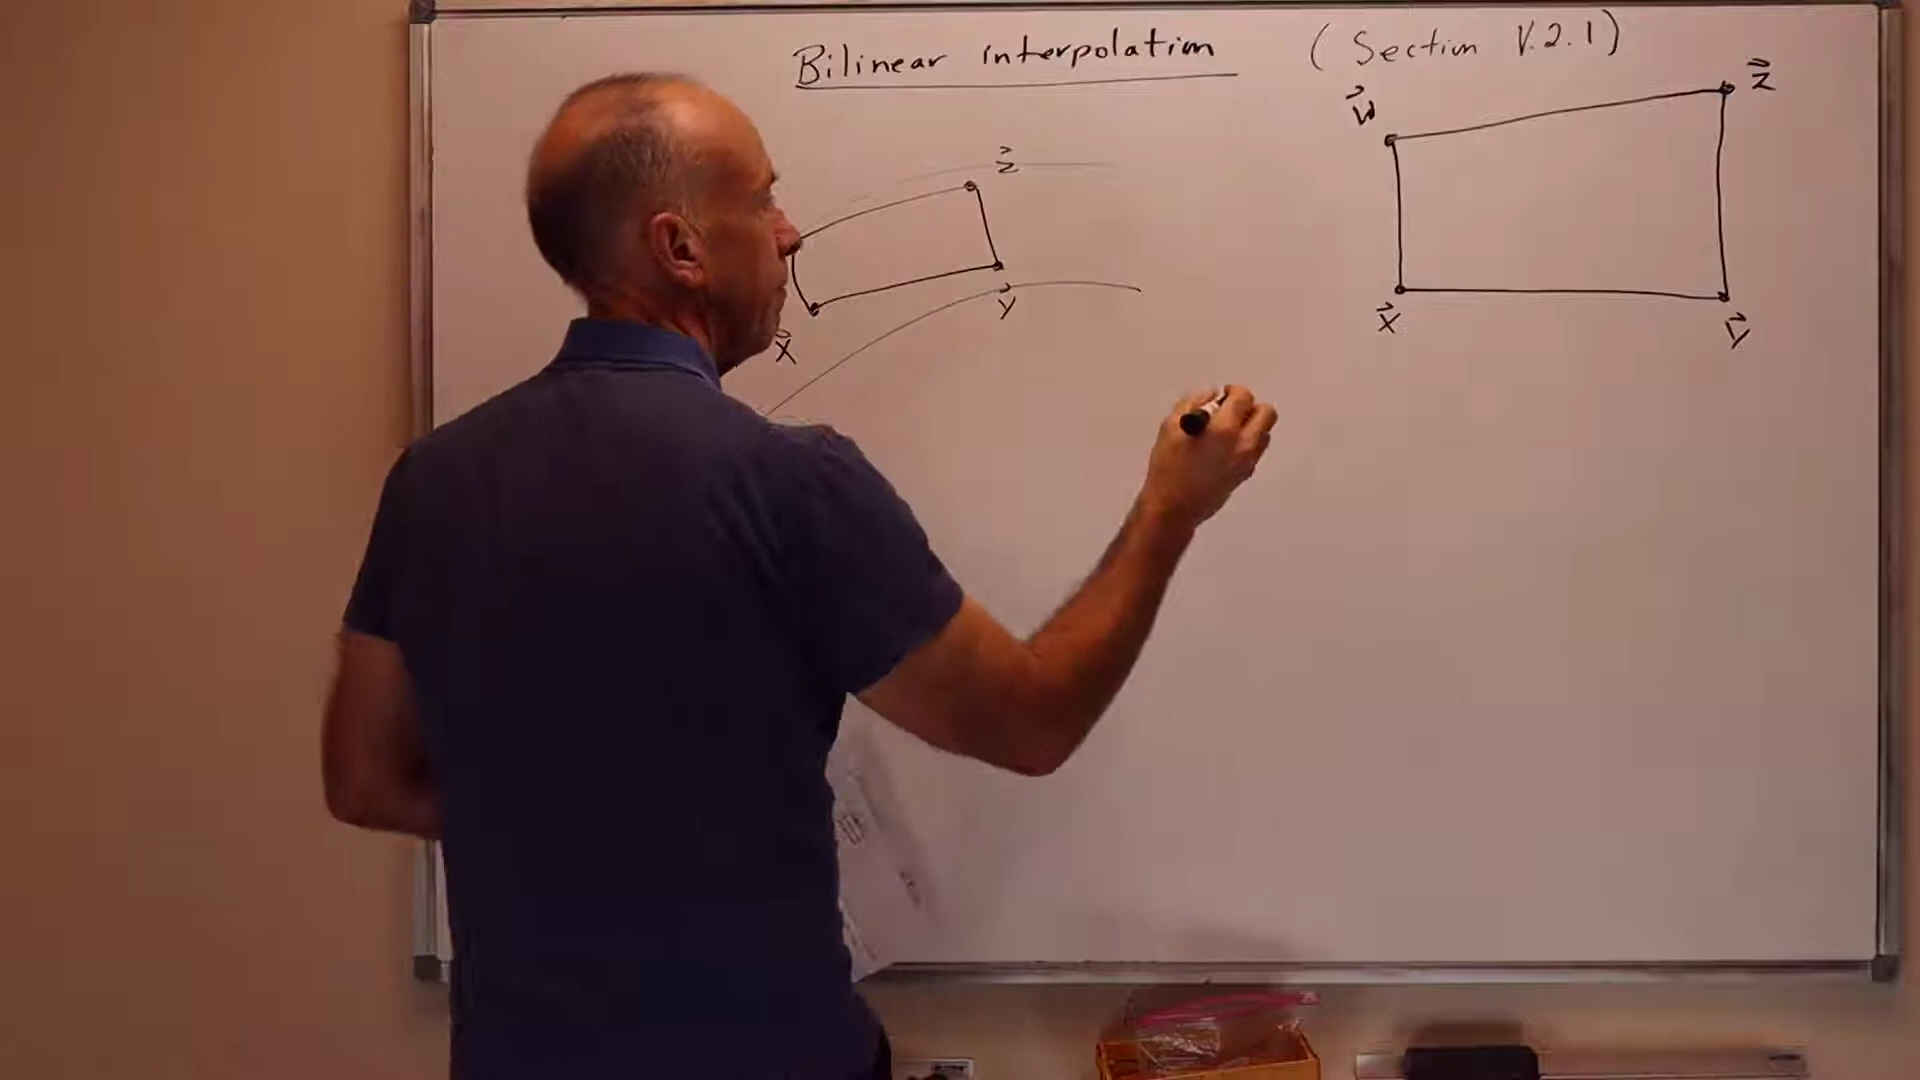 Bilinear interpolation (Section V.2.1)
w⃗ z⃗
z⃗
x⃗ y⃗
x⃗ y⃗